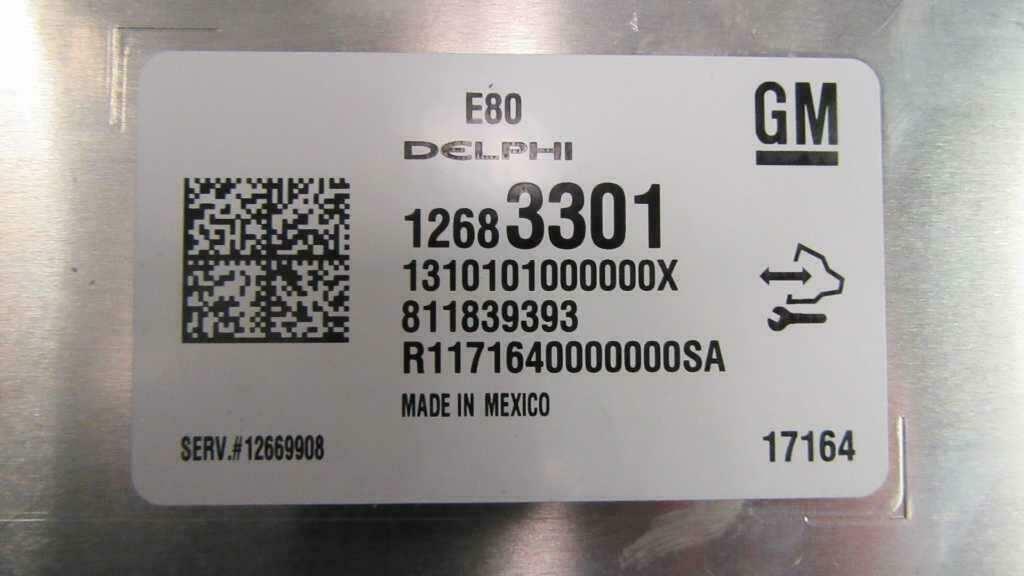 E80
GM
DELPHI
12683301
1310101000000X
811839393
R1171640000000SA
MADE IN MEXICO
SERV.#12669908
17164